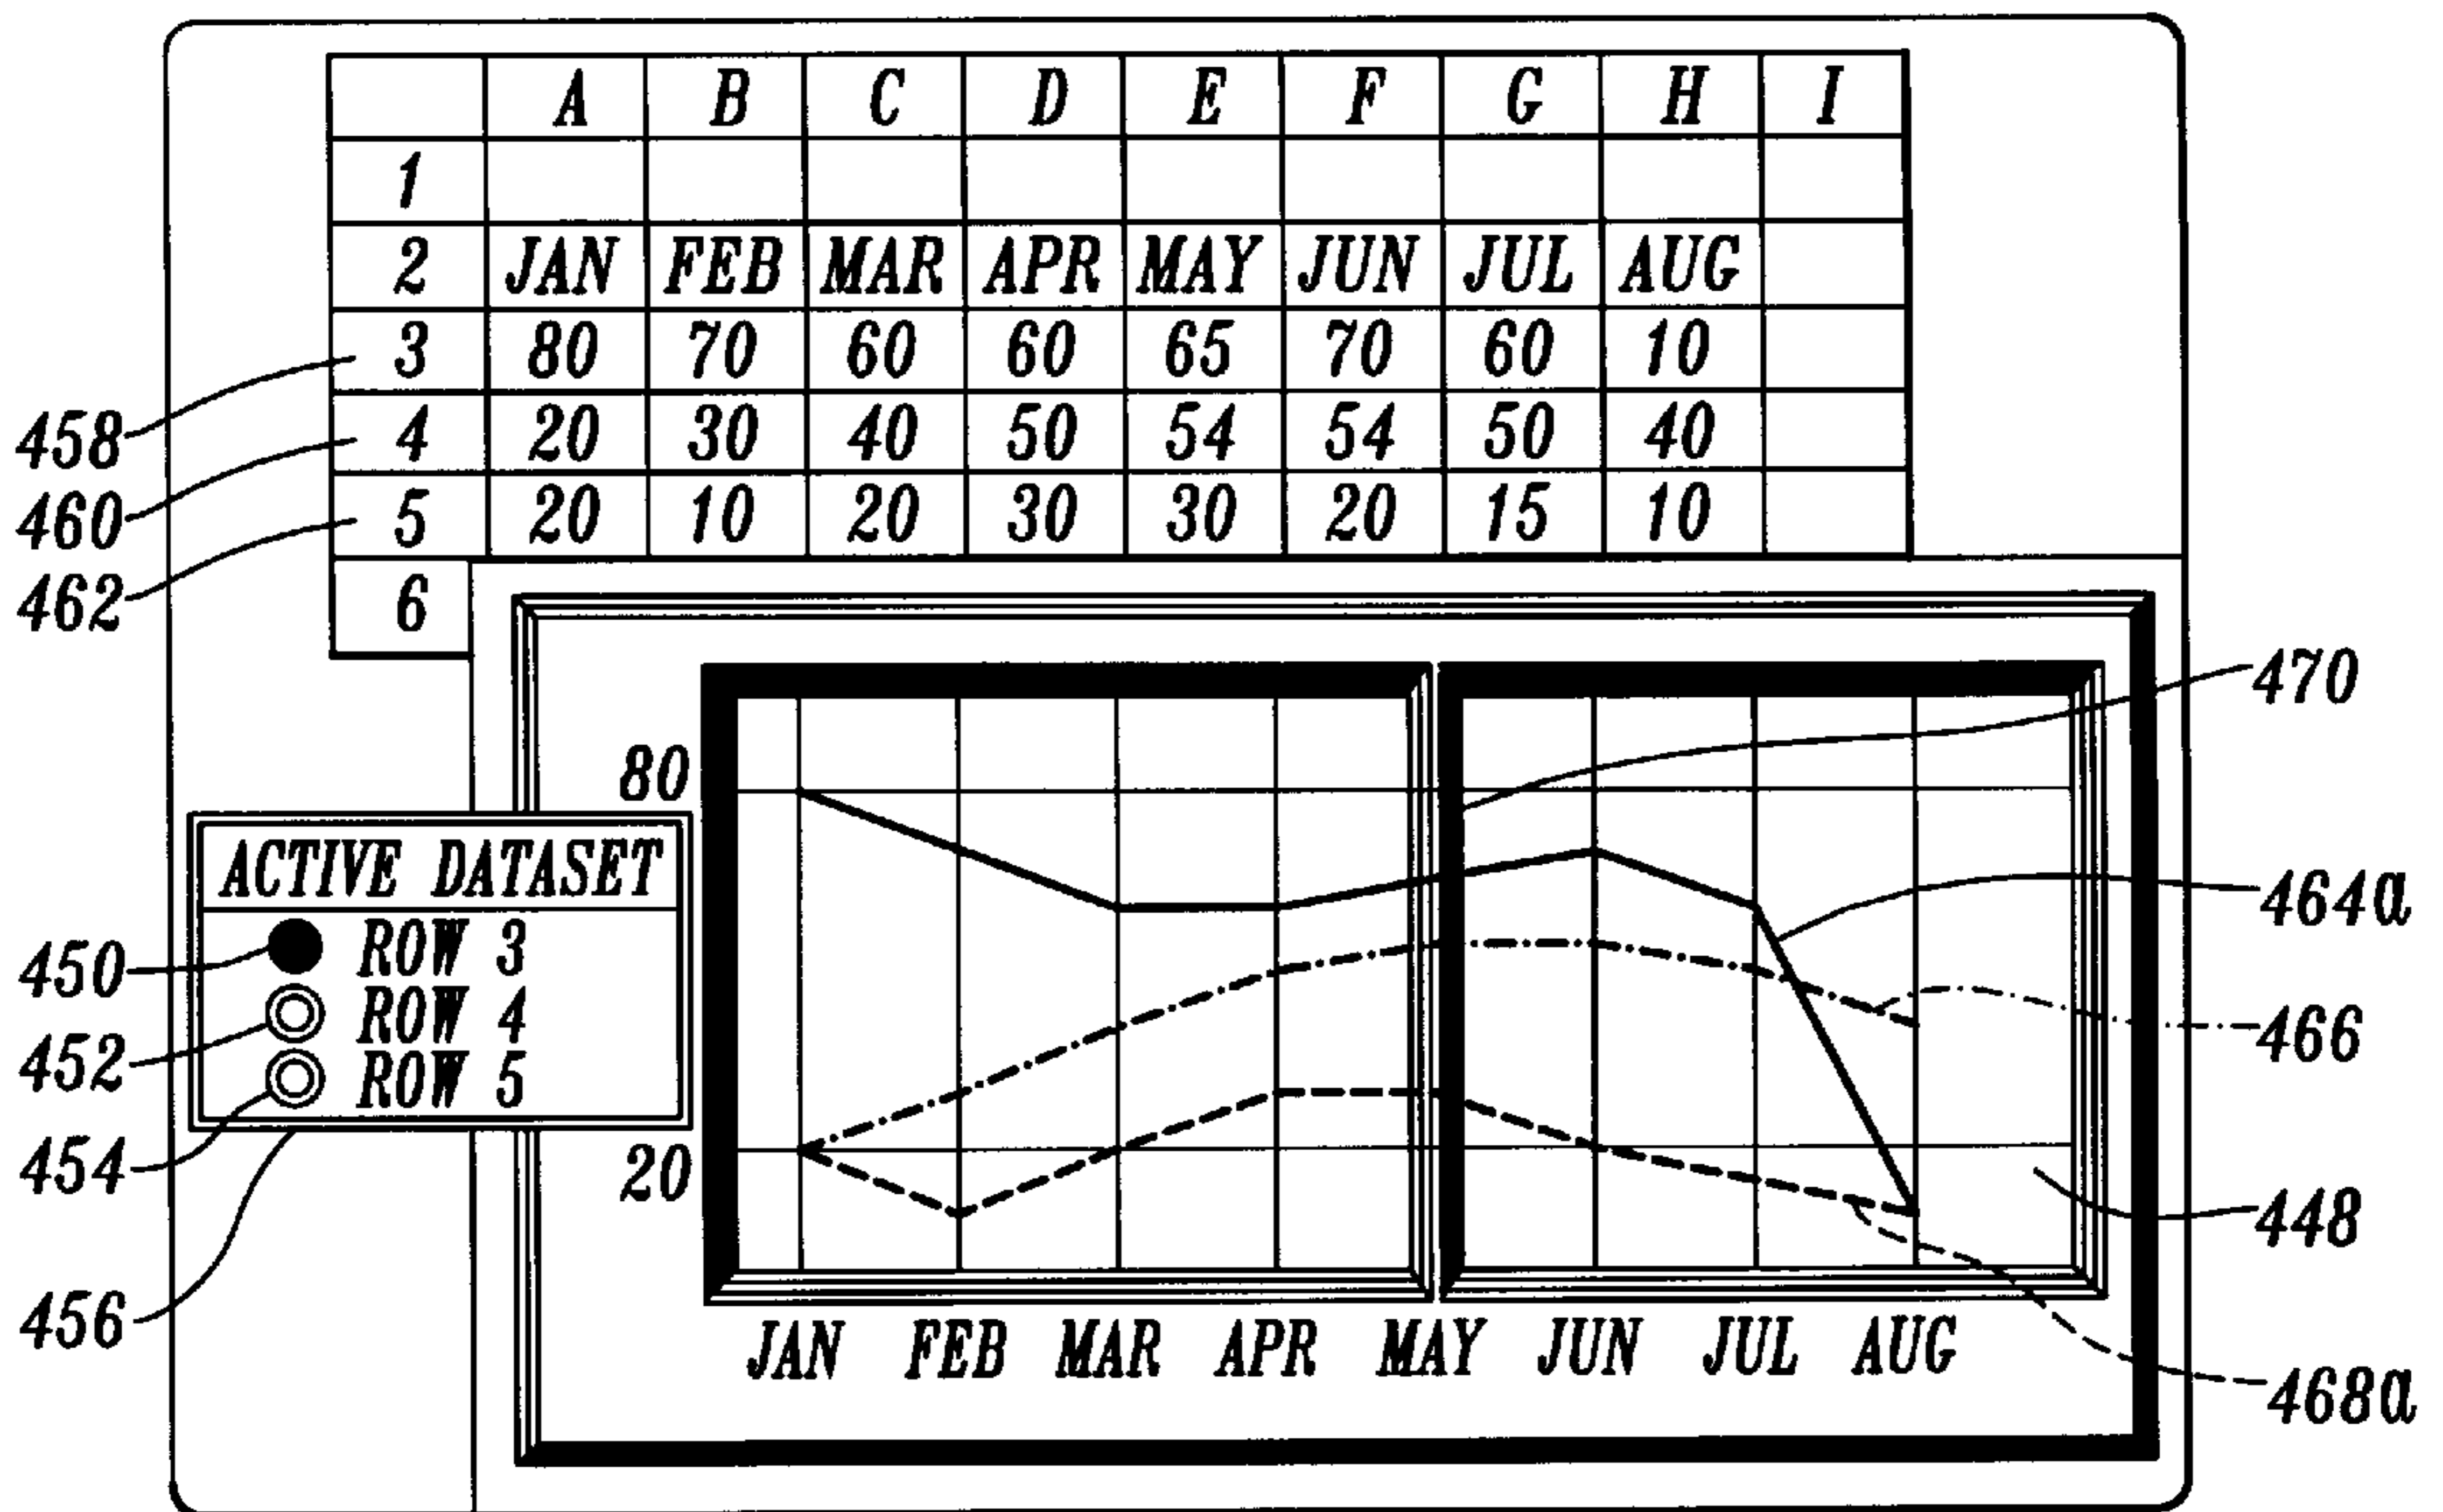 A B C D E F G H I
1
2 JAN FEB MAR APR MAY JUN JUL AUG
3 80 70 60 60 65 70 60 10
4 20 30 40 50 54 54 50 40
5 20 10 20 30 30 20 15 10
6
458
460
462
470
80
ACTIVE DATASET
ROW 3
ROW 4
ROW 5
450
452
454
456
20
464a
466
448
468a
JAN FEB MAR APR MAY JUN JUL AUG